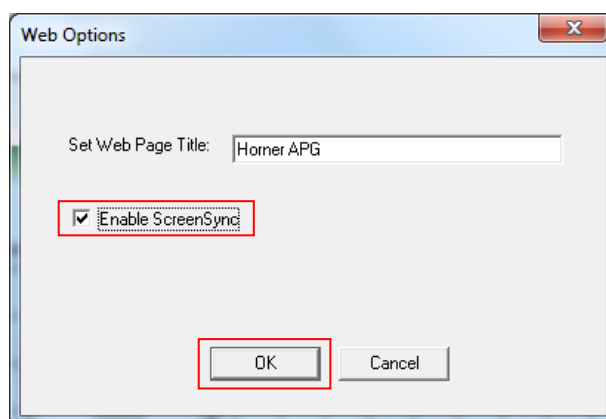 Web Options
Set Web Page Title: Horner APG
Enable ScreenSync
OK Cancel